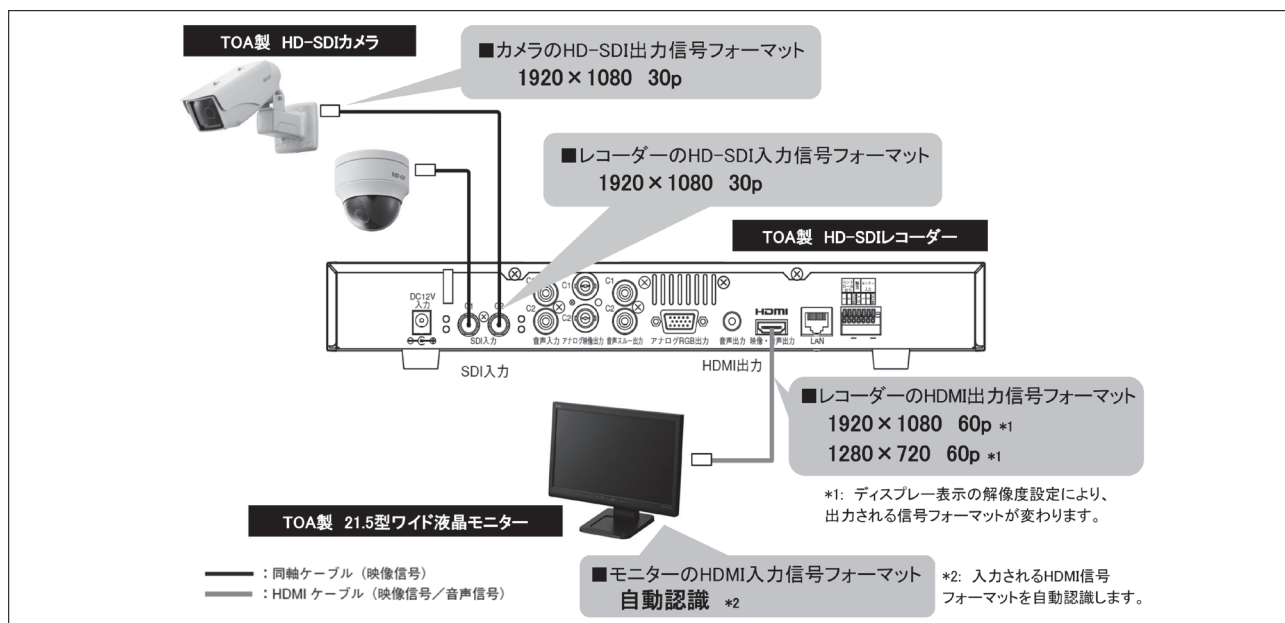 TOA製 HD-SDIカメラ
■カメラのHD-SDI出力信号フォーマット
1920×1080 30p
■レコーダーのHD-SDI入力信号フォーマット
1920×1080 30p
TOA製 HD-SDIレコーダー
DC12V
入力
C1
C2
SDI入力
C1
C2
音声入力
C1
C2
アナログ映像出力
C1
C2
音声スルー出力
アナログRGB出力
音声出力
HDMI
映像・音声出力
LAN
SDI入力
HDMI出力
■レコーダーのHDMI出力信号フォーマット
1920×1080 60p *1
1280×720 60p *1
*1: ディスプレー表示の解像度設定により、
出力される信号フォーマットが変わります。
TOA製 21.5型ワイド液晶モニター
：同軸ケーブル（映像信号）
：HDMI ケーブル（映像信号／音声信号）
■モニターのHDMI入力信号フォーマット
自動認識 *2
*2: 入力されるHDMI信号
フォーマットを自動認識します。